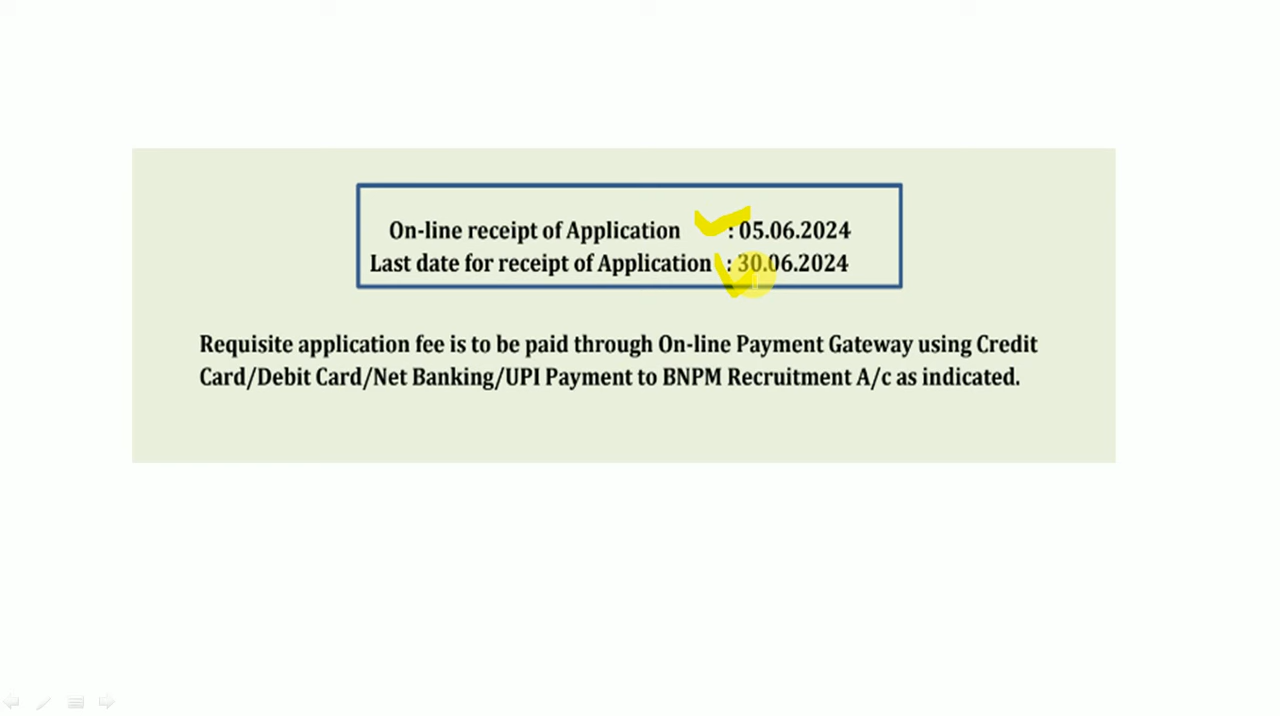 On-line receipt of Application : 05.06.2024
Last date for receipt of Application : 30.06.2024
Requisite application fee is to be paid through On-line Payment Gateway using Credit
Card/Debit Card/Net Banking/UPI Payment to BNPM Recruitment A/c as indicated.